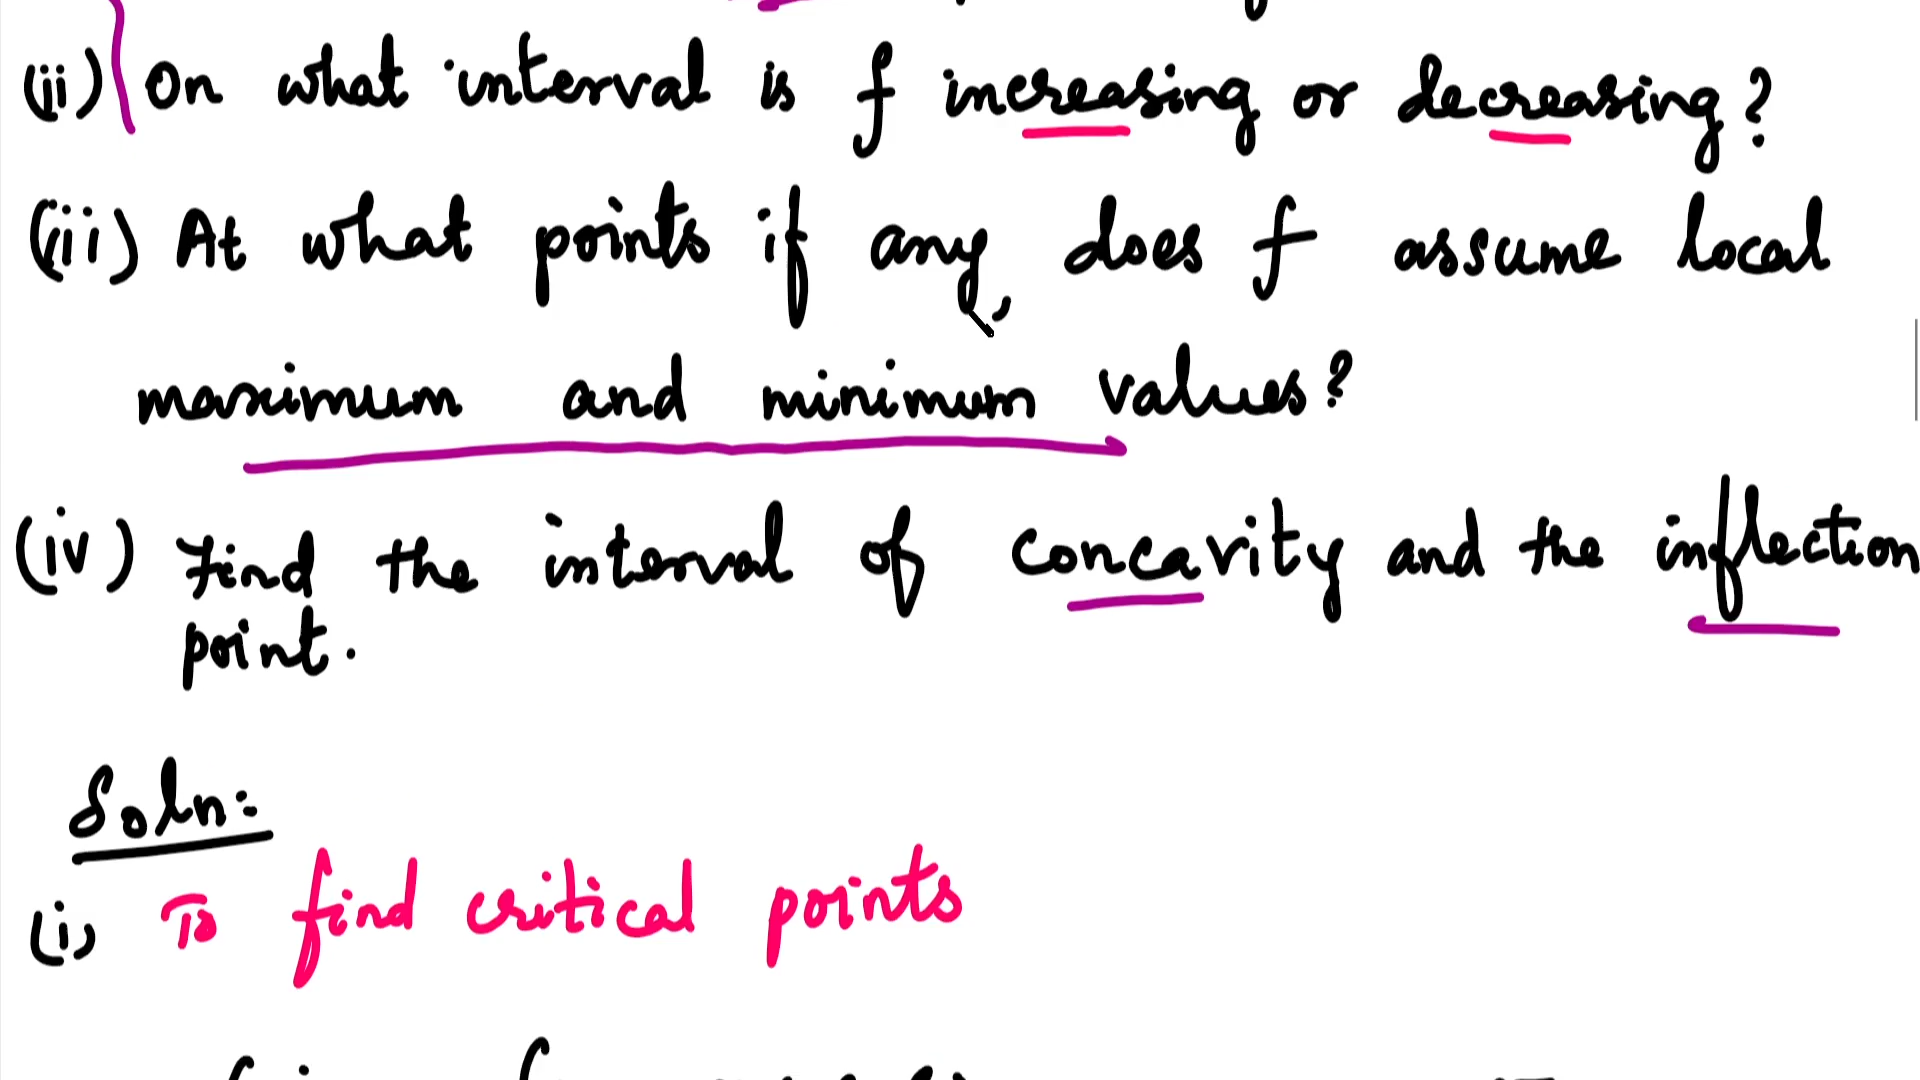 (ii) On what interval is f increasing or decreasing?
(iii) At what points if any, does f assume local
maximum and minimum values?
(iv) Find the interval of concavity and the inflection
point.
Soln:
(i) To find critical points